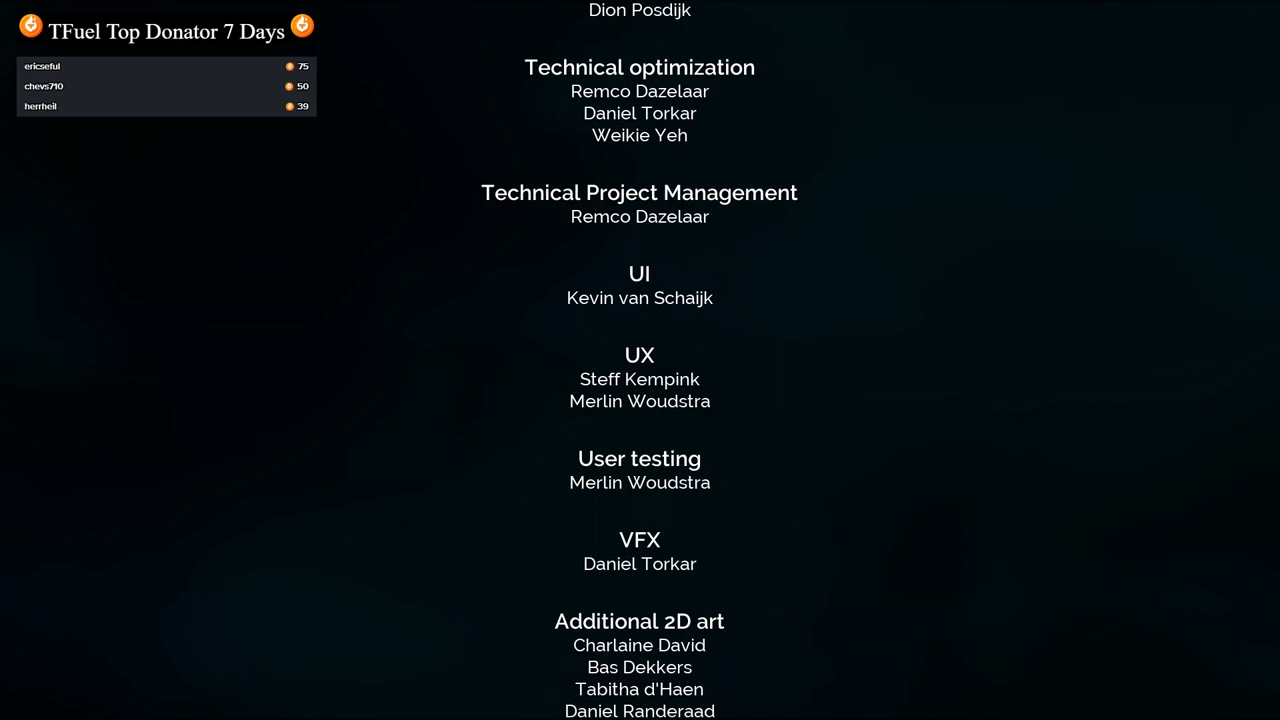 TFuel Top Donator 7 Days
ericseful 75
chevs710 50
herrheil 39
Dion Posdijk
Technical optimization
Remco Dazelaar
Daniel Torkar
Weikie Yeh
Technical Project Management
Remco Dazelaar
UI
Kevin van Schaijk
UX
Steff Kempink
Merlin Woudstra
User testing
Merlin Woudstra
VFX
Daniel Torkar
Additional 2D art
Charlaine David
Bas Dekkers
Tabitha d'Haen
Daniel Randeraad